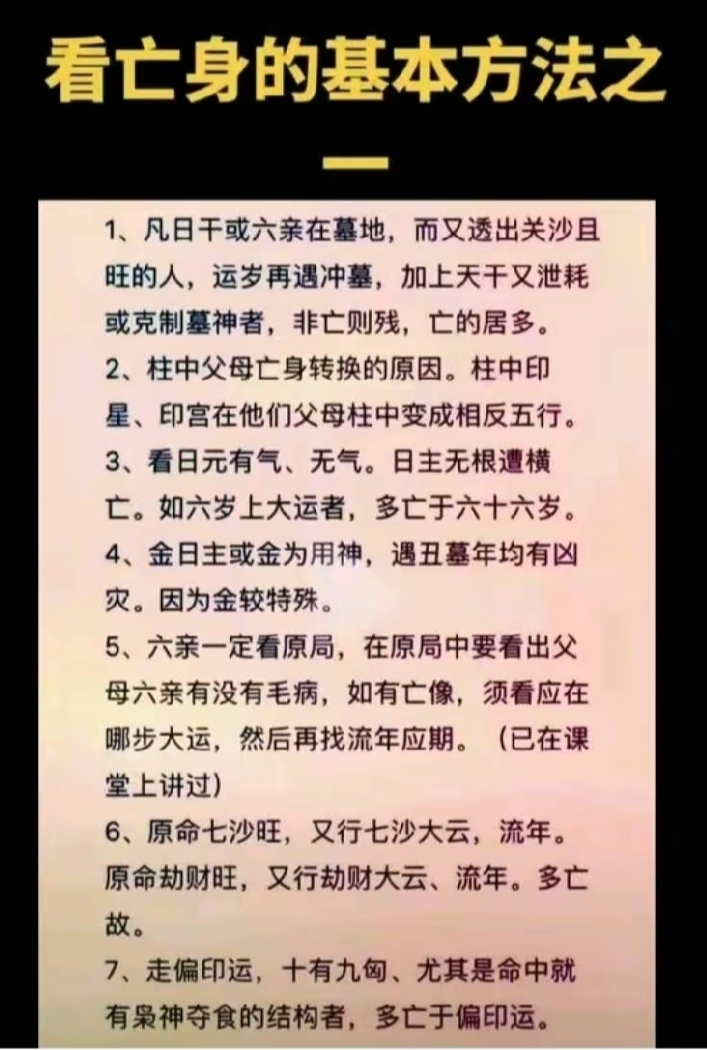 看亡身的基本方法之
一
1、凡日干或六亲在墓地，而又透出关沙且
旺的人，运岁再遇冲墓，加上天干又泄耗
或克制墓神者，非亡则残，亡的居多。
2、柱中父母亡身转换的原因。柱中印
星、印宫在他们父母柱中变成相反五行。
3、看日元有气、无气。日主无根遭横
亡。如六岁上大运者，多亡于六十六岁。
4、金日主或金为用神，遇丑墓年均有凶
灾。因为金较特殊。
5、六亲一定看原局，在原局中要看出父
母六亲有没有毛病，如有亡像，须看应在
哪步大运，然后再找流年应期。（已在课
堂上讲过）
6、原命七沙旺，又行七沙大云，流年。
原命劫财旺，又行劫财大云、流年。多亡
故。
7、走偏印运，十有九匈、尤其是命中就
有枭神夺食的结构者，多亡于偏印运。